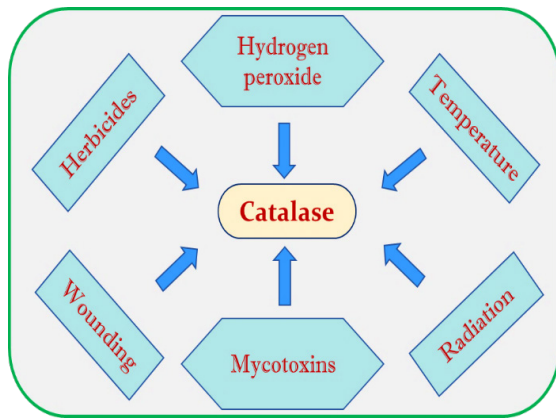 Hydrogen
peroxide
Herbicides
Temperature
Catalase
Wounding
Mycotoxins
Radiation